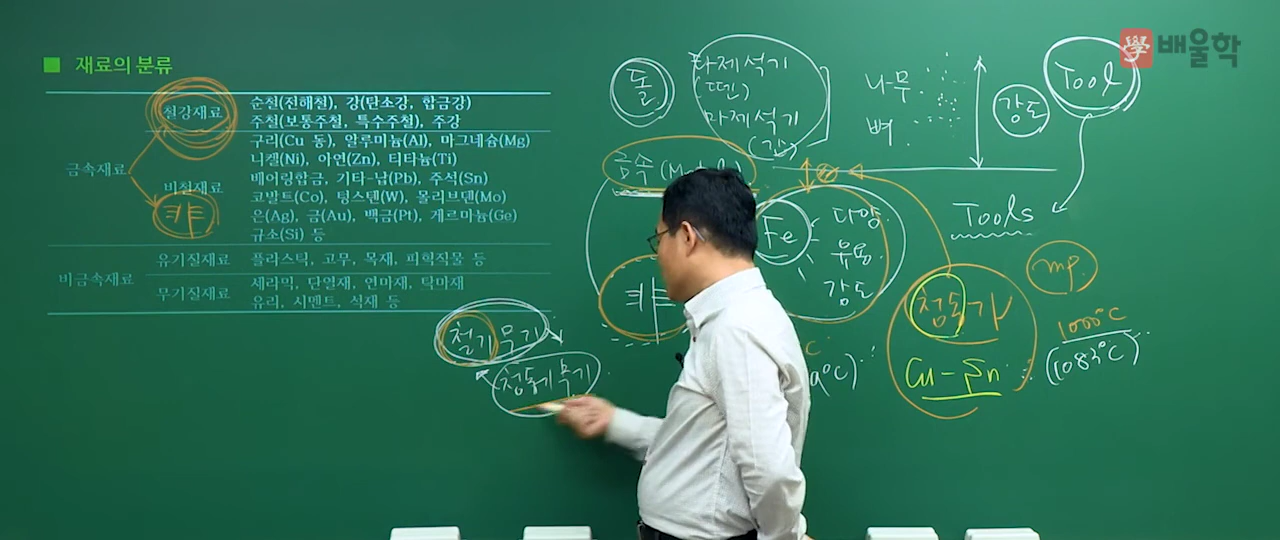 學 배울학
■ 재료의 분류
금속재료
철강재료
순철(전해철), 강(탄소강, 합금강)
주철(보통주철, 특수주철), 주강
비철재료
구리(Cu 동), 알루미늄(Al), 마그네슘(Mg)
니켈(Ni), 아연(Zn), 티타늄(Ti)
베어링합금, 기타-납(Pb), 주석(Sn)
코발트(Co), 텅스텐(W), 몰리브덴(Mo)
은(Ag), 금(Au), 백금(Pt), 게르마늄(Ge)
규소(Si) 등
비금속재료
유기질재료 플라스틱, 고무, 목재, 피혁직물 등
무기질재료
세라믹, 단열재, 연마재, 탁마재
유리, 시멘트, 석재 등
돌
타제석기
(뗀)
마제석기
(간)
나무
뼈
강도
Tool
Tools
금속
Fe
다양
유용
강도
철기무기
청동기무기
청동기
Cu - Sn
mp.
1000°C
(1083°C)